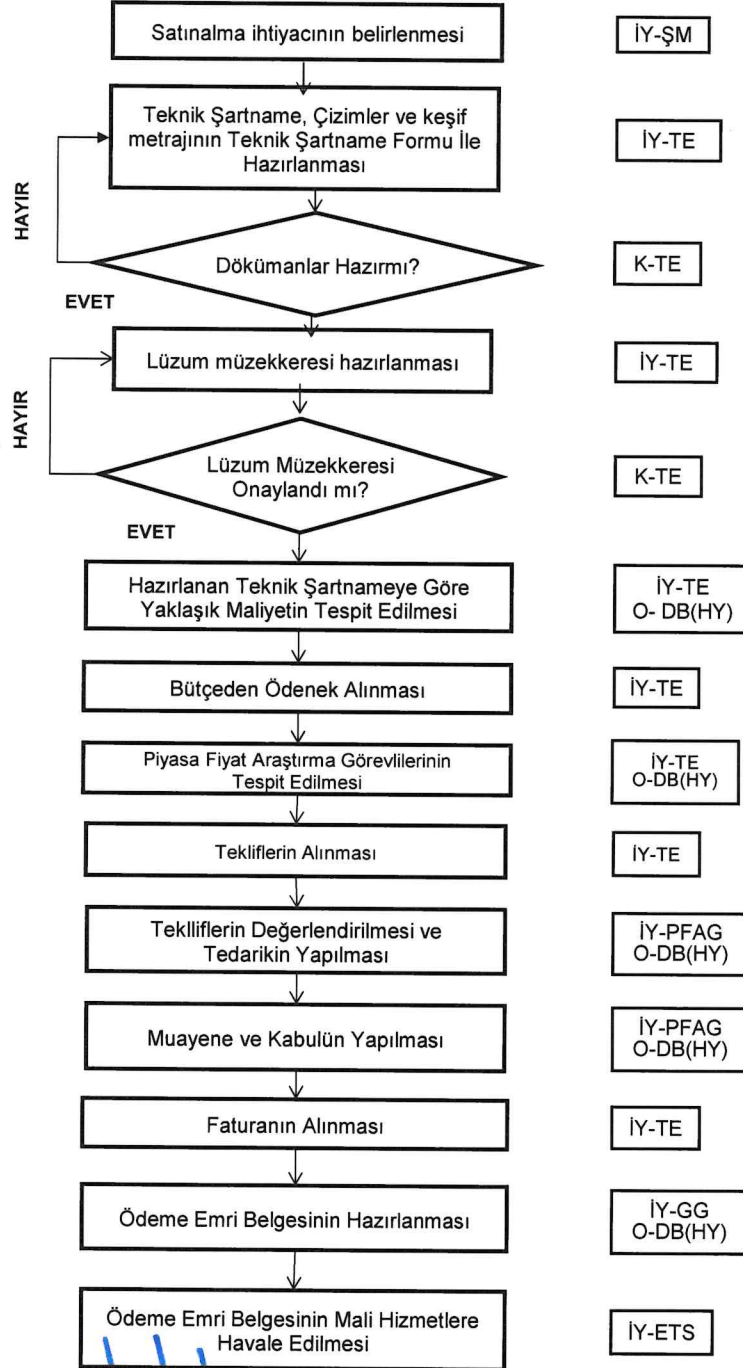 Satınalma ihtiyacının belirlenmesi
İY-ŞM
Teknik Şartname, Çizimler ve keşif
metrajının Teknik Şartname Formu İle
Hazırlanması
İY-TE
HAYIR
Dökümanlar Hazırmı?
K-TE
EVET
Lüzum müzekkeresi hazırlanması
İY-TE
HAYIR
Lüzum Müzekkeresi
Onaylandı mı?
K-TE
EVET
Hazırlanan Teknik Şartnameye Göre
Yaklaşık Maliyetin Tespit Edilmesi
İY-TE
O- DB(HY)
Bütçeden Ödenek Alınması
İY-TE
Piyasa Fiyat Araştırma Görevlilerinin
Tespit Edilmesi
İY-TE
O-DB(HY)
Tekliflerin Alınması
İY-TE
Teklliflerin Değerlendirilmesi ve
Tedarikin Yapılması
İY-PFAG
O-DB(HY)
Muayene ve Kabulün Yapılması
İY-PFAG
O-DB(HY)
Faturanın Alınması
İY-TE
Ödeme Emri Belgesinin Hazırlanması
İY-GG
O-DB(HY)
Ödeme Emri Belgesinin Mali Hizmetlere
Havale Edilmesi
İY-ETS